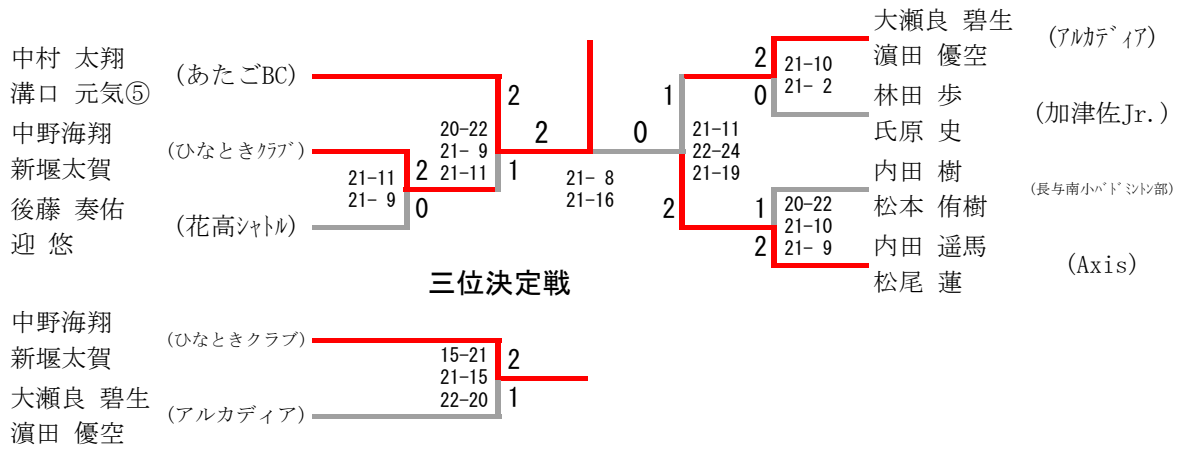 中村 太翔
溝口 元気⑤
(あたごBC)
中野海翔
新堰太賀
(ひなときクラブ)
後藤 奏佑
迎 悠
(花高シャトル)
21-11
21- 9
2
0
20-22
21- 9
21-11
2
1
2
0
21- 8
21-16
1
2
21-11
22-24
21-19
大瀬良 碧生
濵田 優空
(アルカディア)
2
0
21-10
21- 2
林田 歩
氏原 史
(加津佐Jr.)
内田 樹
松本 侑樹
(長与南小バドミントン部)
1
2
20-22
21-10
21- 9
内田 遥馬
松尾 蓮
(Axis)
三位決定戦
中野海翔
新堰太賀
(ひなときクラブ)
大瀬良 碧生
濵田 優空
(アルカディア)
15-21
21-15
22-20
2
1